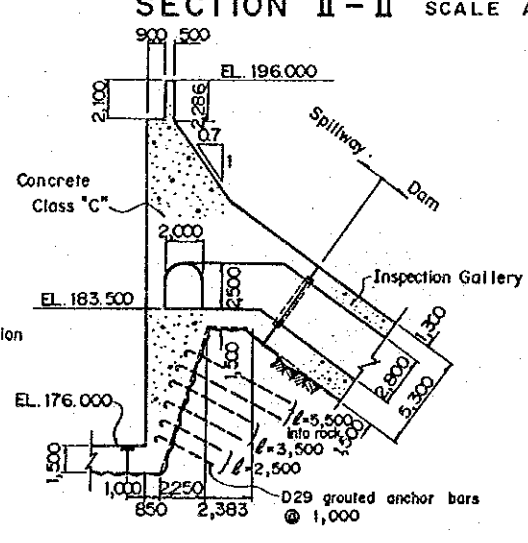 SECTION II-II SCALE A
900 500
EL. 196.000
2,100
2,286
0.7
1
Spillway
Dam
Concrete
Class "C"
2,000
2,500
Inspection Gallery
EL. 183.500
1,300
ion
1,500
2,800
5,300
EL. 176.000
ℓ=5,500
into rock
1,500
ℓ=3,500
ℓ=2,500
1,500
1,000 2,250
850 2,383
D29 grouted anchor bars
@ 1,000